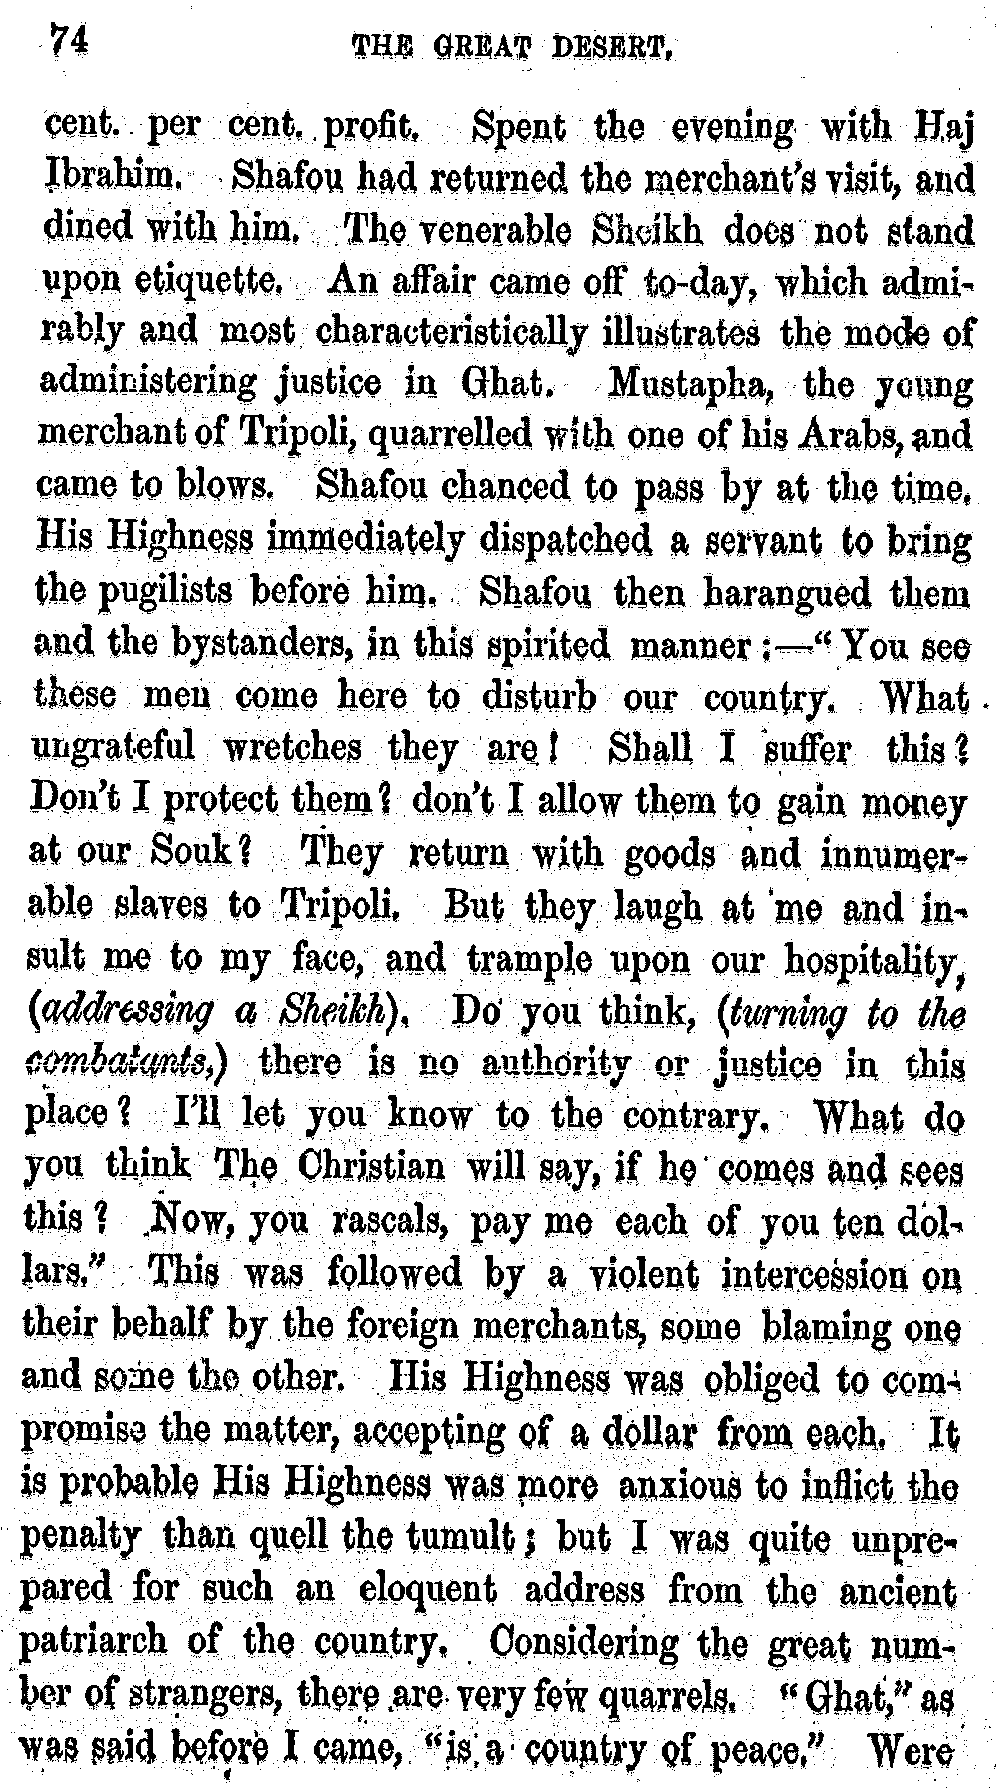 74 THE GREAT DESERT.
cent. per cent. profit. Spent the evening with Haj
Ibrahim. Shafou had returned the merchant's visit, and
dined with him. The venerable Sheikh does not stand
upon etiquette. An affair came off to-day, which admi-
rably and most characteristically illustrates the mode of
administering justice in Ghat. Mustapha, the young
merchant of Tripoli, quarrelled with one of his Arabs, and
came to blows. Shafou chanced to pass by at the time.
His Highness immediately dispatched a servant to bring
the pugilists before him. Shafou then harangued them
and the bystanders, in this spirited manner:—"You see
these men come here to disturb our country. What
ungrateful wretches they are! Shall I suffer this?
Don't I protect them? don't I allow them to gain money
at our Souk? They return with goods and innumer-
able slaves to Tripoli. But they laugh at me and in-
sult me to my face, and trample upon our hospitality,
(addressing a Sheikh). Do you think, (turning to the
combatants,) there is no authority or justice in this
place? I'll let you know to the contrary. What do
you think The Christian will say, if he comes and sees
this? Now, you rascals, pay me each of you ten dol-
lars." This was followed by a violent intercession on
their behalf by the foreign merchants, some blaming one
and some the other. His Highness was obliged to com-
promise the matter, accepting of a dollar from each. It
is probable His Highness was more anxious to inflict the
penalty than quell the tumult; but I was quite unpre-
pared for such an eloquent address from the ancient
patriarch of the country. Considering the great num-
ber of strangers, there are very few quarrels. "Ghat," as
was said before I came, "is a country of peace." Were